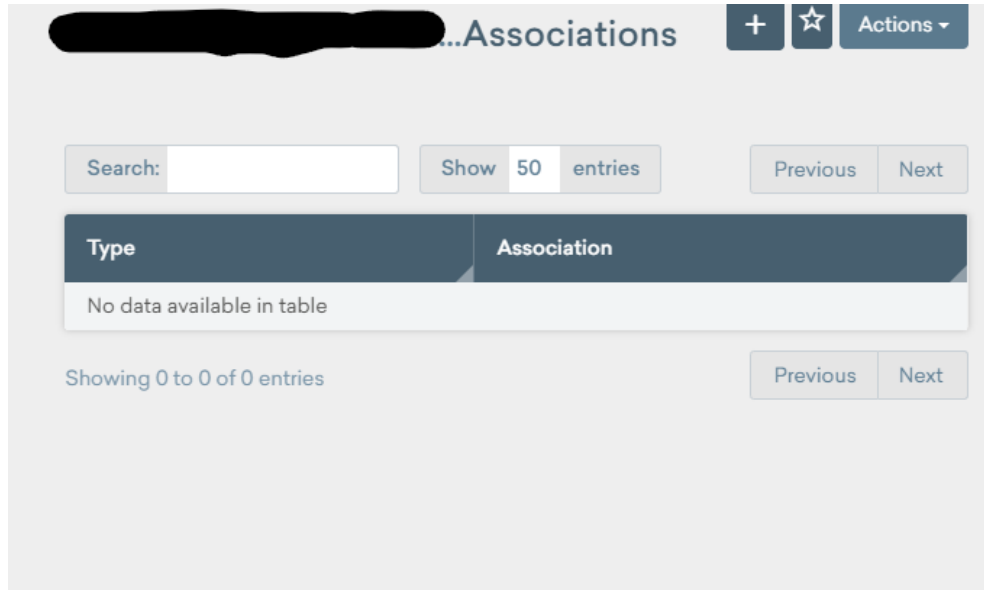 ...Associations + Actions
Search: Show 50 entries Previous Next
Type Association
No data available in table
Showing 0 to 0 of 0 entries Previous Next